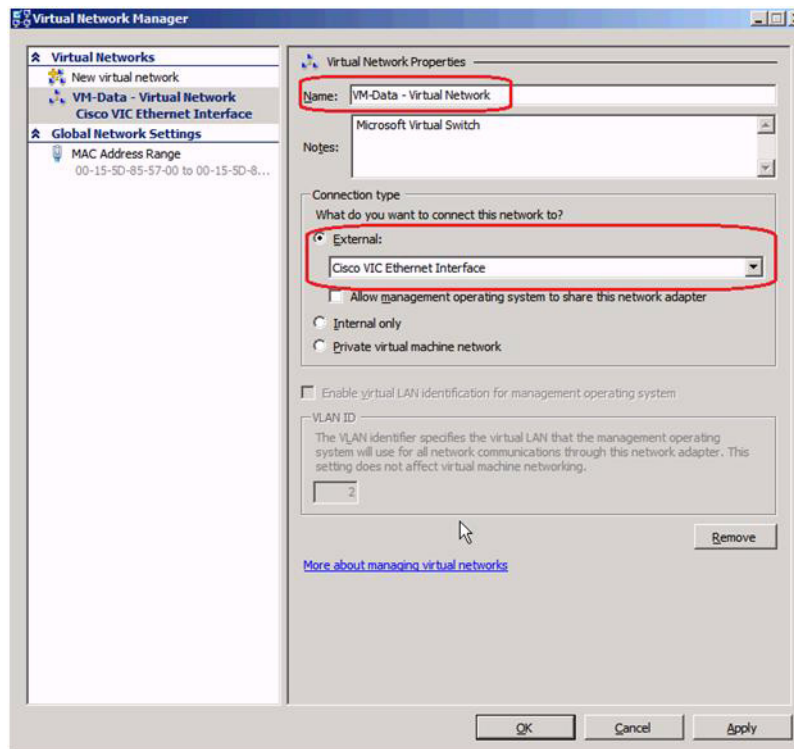 Virtual Network Manager
Virtual Networks
New virtual network
VM-Data - Virtual Network
Cisco VIC Ethernet Interface
Global Network Settings
MAC Address Range
00-15-5D-85-57-00 to 00-15-5D-8...
Virtual Network Properties
Name: VM-Data - Virtual Network
Notes: Microsoft Virtual Switch
Connection type
What do you want to connect this network to?
External:
Cisco VIC Ethernet Interface
Allow management operating system to share this network adapter
Internal only
Private virtual machine network
Enable virtual LAN identification for management operating system
VLAN ID
The VLAN identifier specifies the virtual LAN that the management operating
system will use for all network communications through this network adapter. This
setting does not affect virtual machine networking.
2
Remove
More about managing virtual networks
OK Cancel Apply